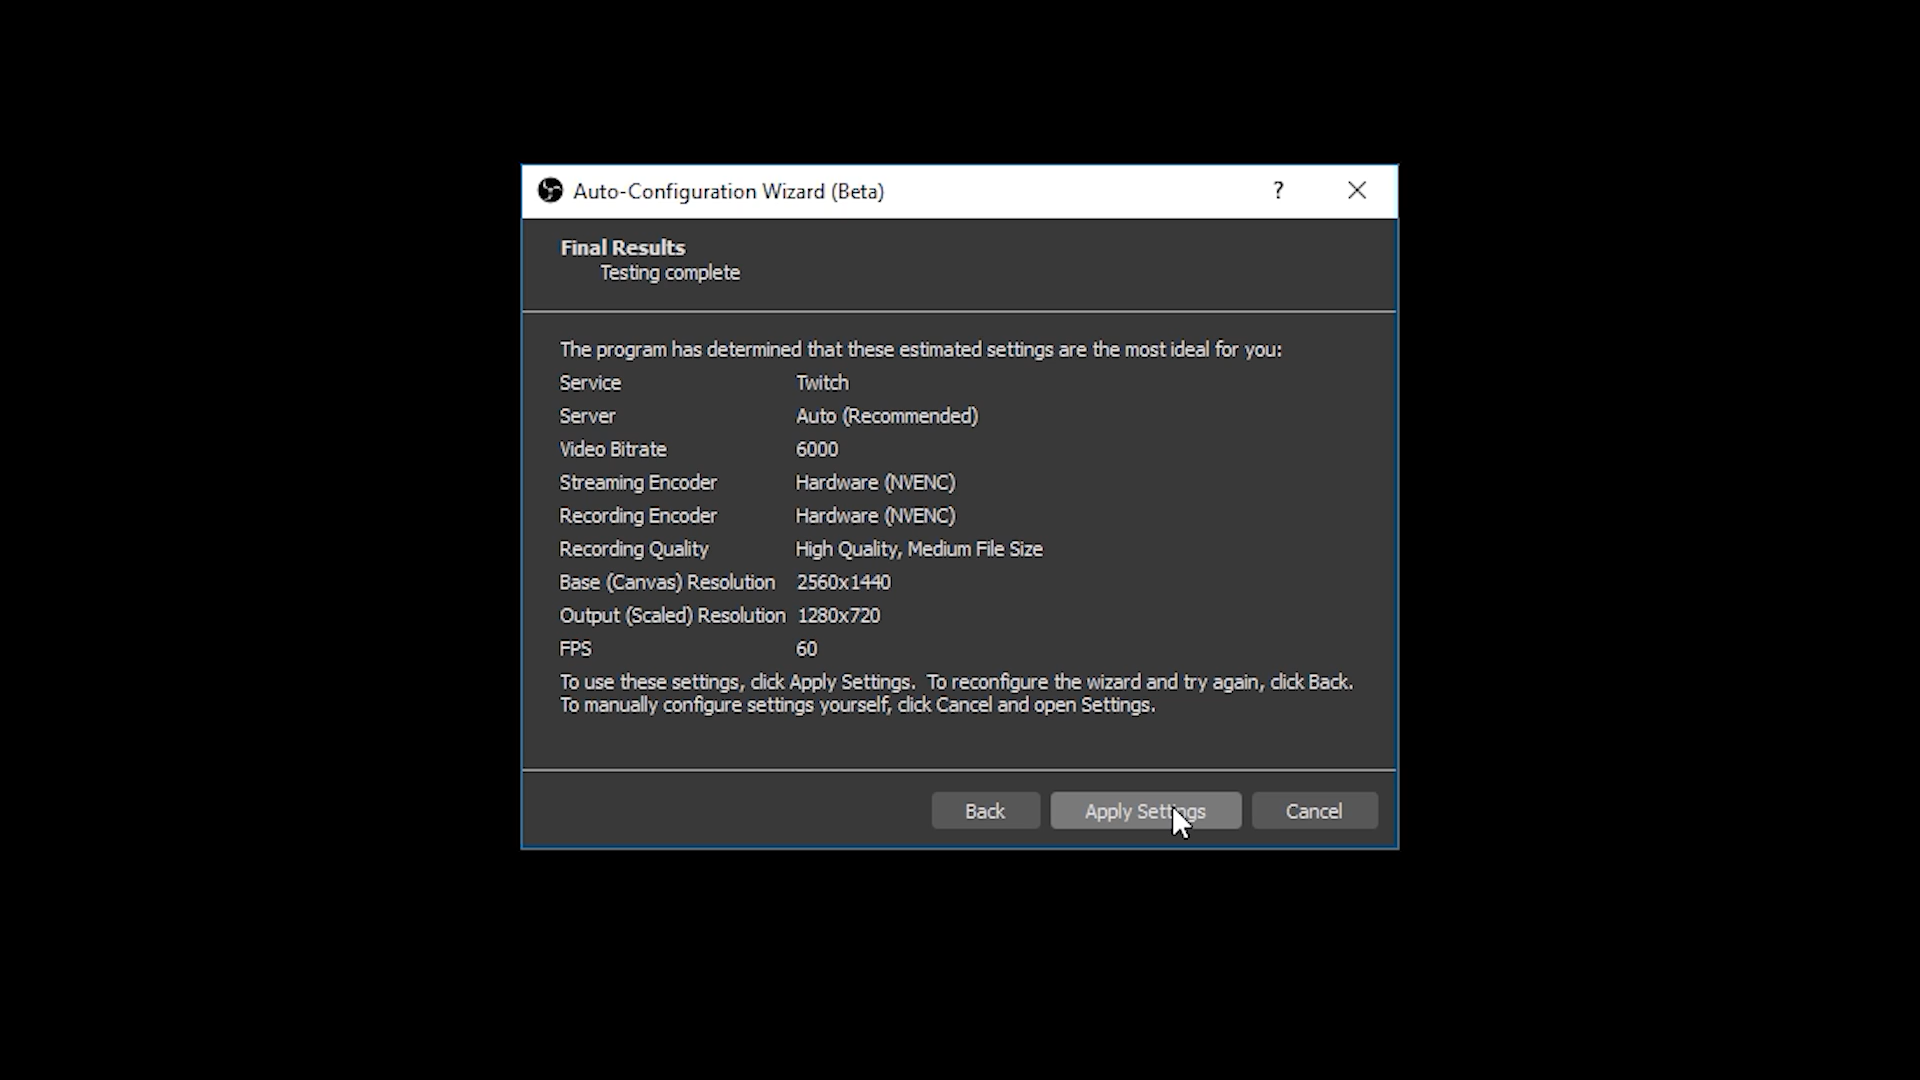 Auto-Configuration Wizard (Beta)
?
Final Results
Testing complete
The program has determined that these estimated settings are the most ideal for you:
Service Twitch
Server Auto (Recommended)
Video Bitrate 6000
Streaming Encoder Hardware (NVENC)
Recording Encoder Hardware (NVENC)
Recording Quality High Quality, Medium File Size
Base (Canvas) Resolution 2560x1440
Output (Scaled) Resolution 1280x720
FPS 60
To use these settings, click Apply Settings.  To reconfigure the wizard and try again, click Back.
To manually configure settings yourself, click Cancel and open Settings.
Back Apply Settings Cancel